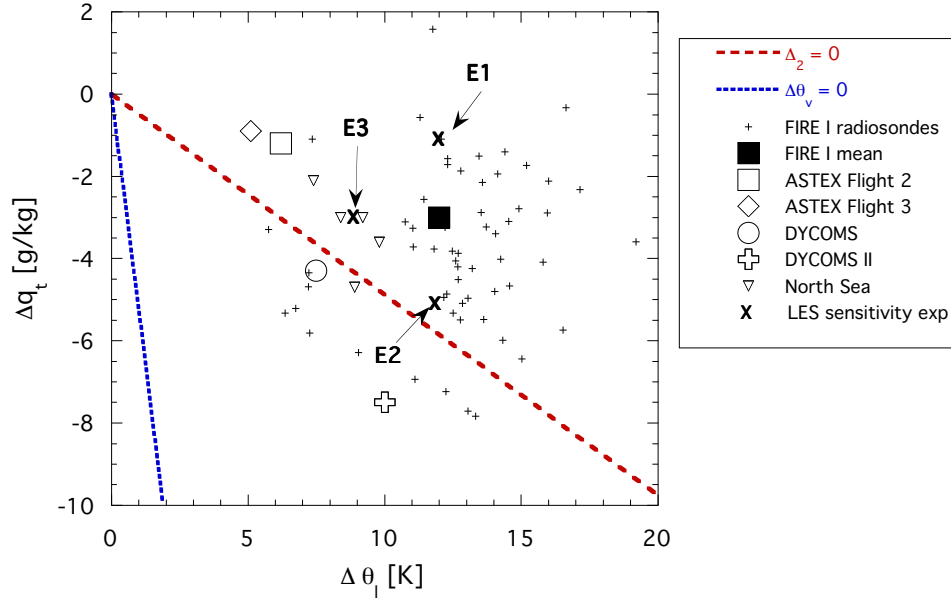 2
0
-2
-4
-6
-8
-10
0
5
10
15
20
Δq_t [g/kg]
Δ θ_l [K]
E1
E3
E2
X
X
X
Δ_2 = 0
Δθ_v = 0
FIRE I radiosondes
FIRE I mean
ASTEX Flight 2
ASTEX Flight 3
DYCOMS
DYCOMS II
North Sea
X LES sensitivity exp